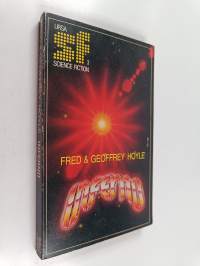 URSA
SF 3
SCIENCE FICTION
FRED & GEOFFREY HOYLE
INFERNO